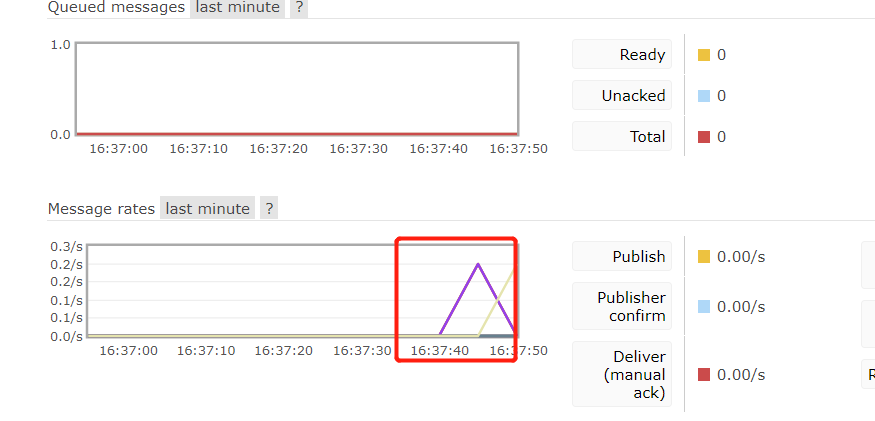 Queued messages last minute ?
1.0
0.0
16:37:00 16:37:10 16:37:20 16:37:30 16:37:40 16:37:50
Ready 0
Unacked 0
Total 0
Message rates last minute ?
0.3/s
0.2/s
0.2/s
0.1/s
0.1/s
0.0/s
16:37:00 16:37:10 16:37:20 16:37:30 16:37:40 16:37:50
Publish 0.00/s
Publisher
confirm 0.00/s
Deliver
(manual
ack) 0.00/s
R